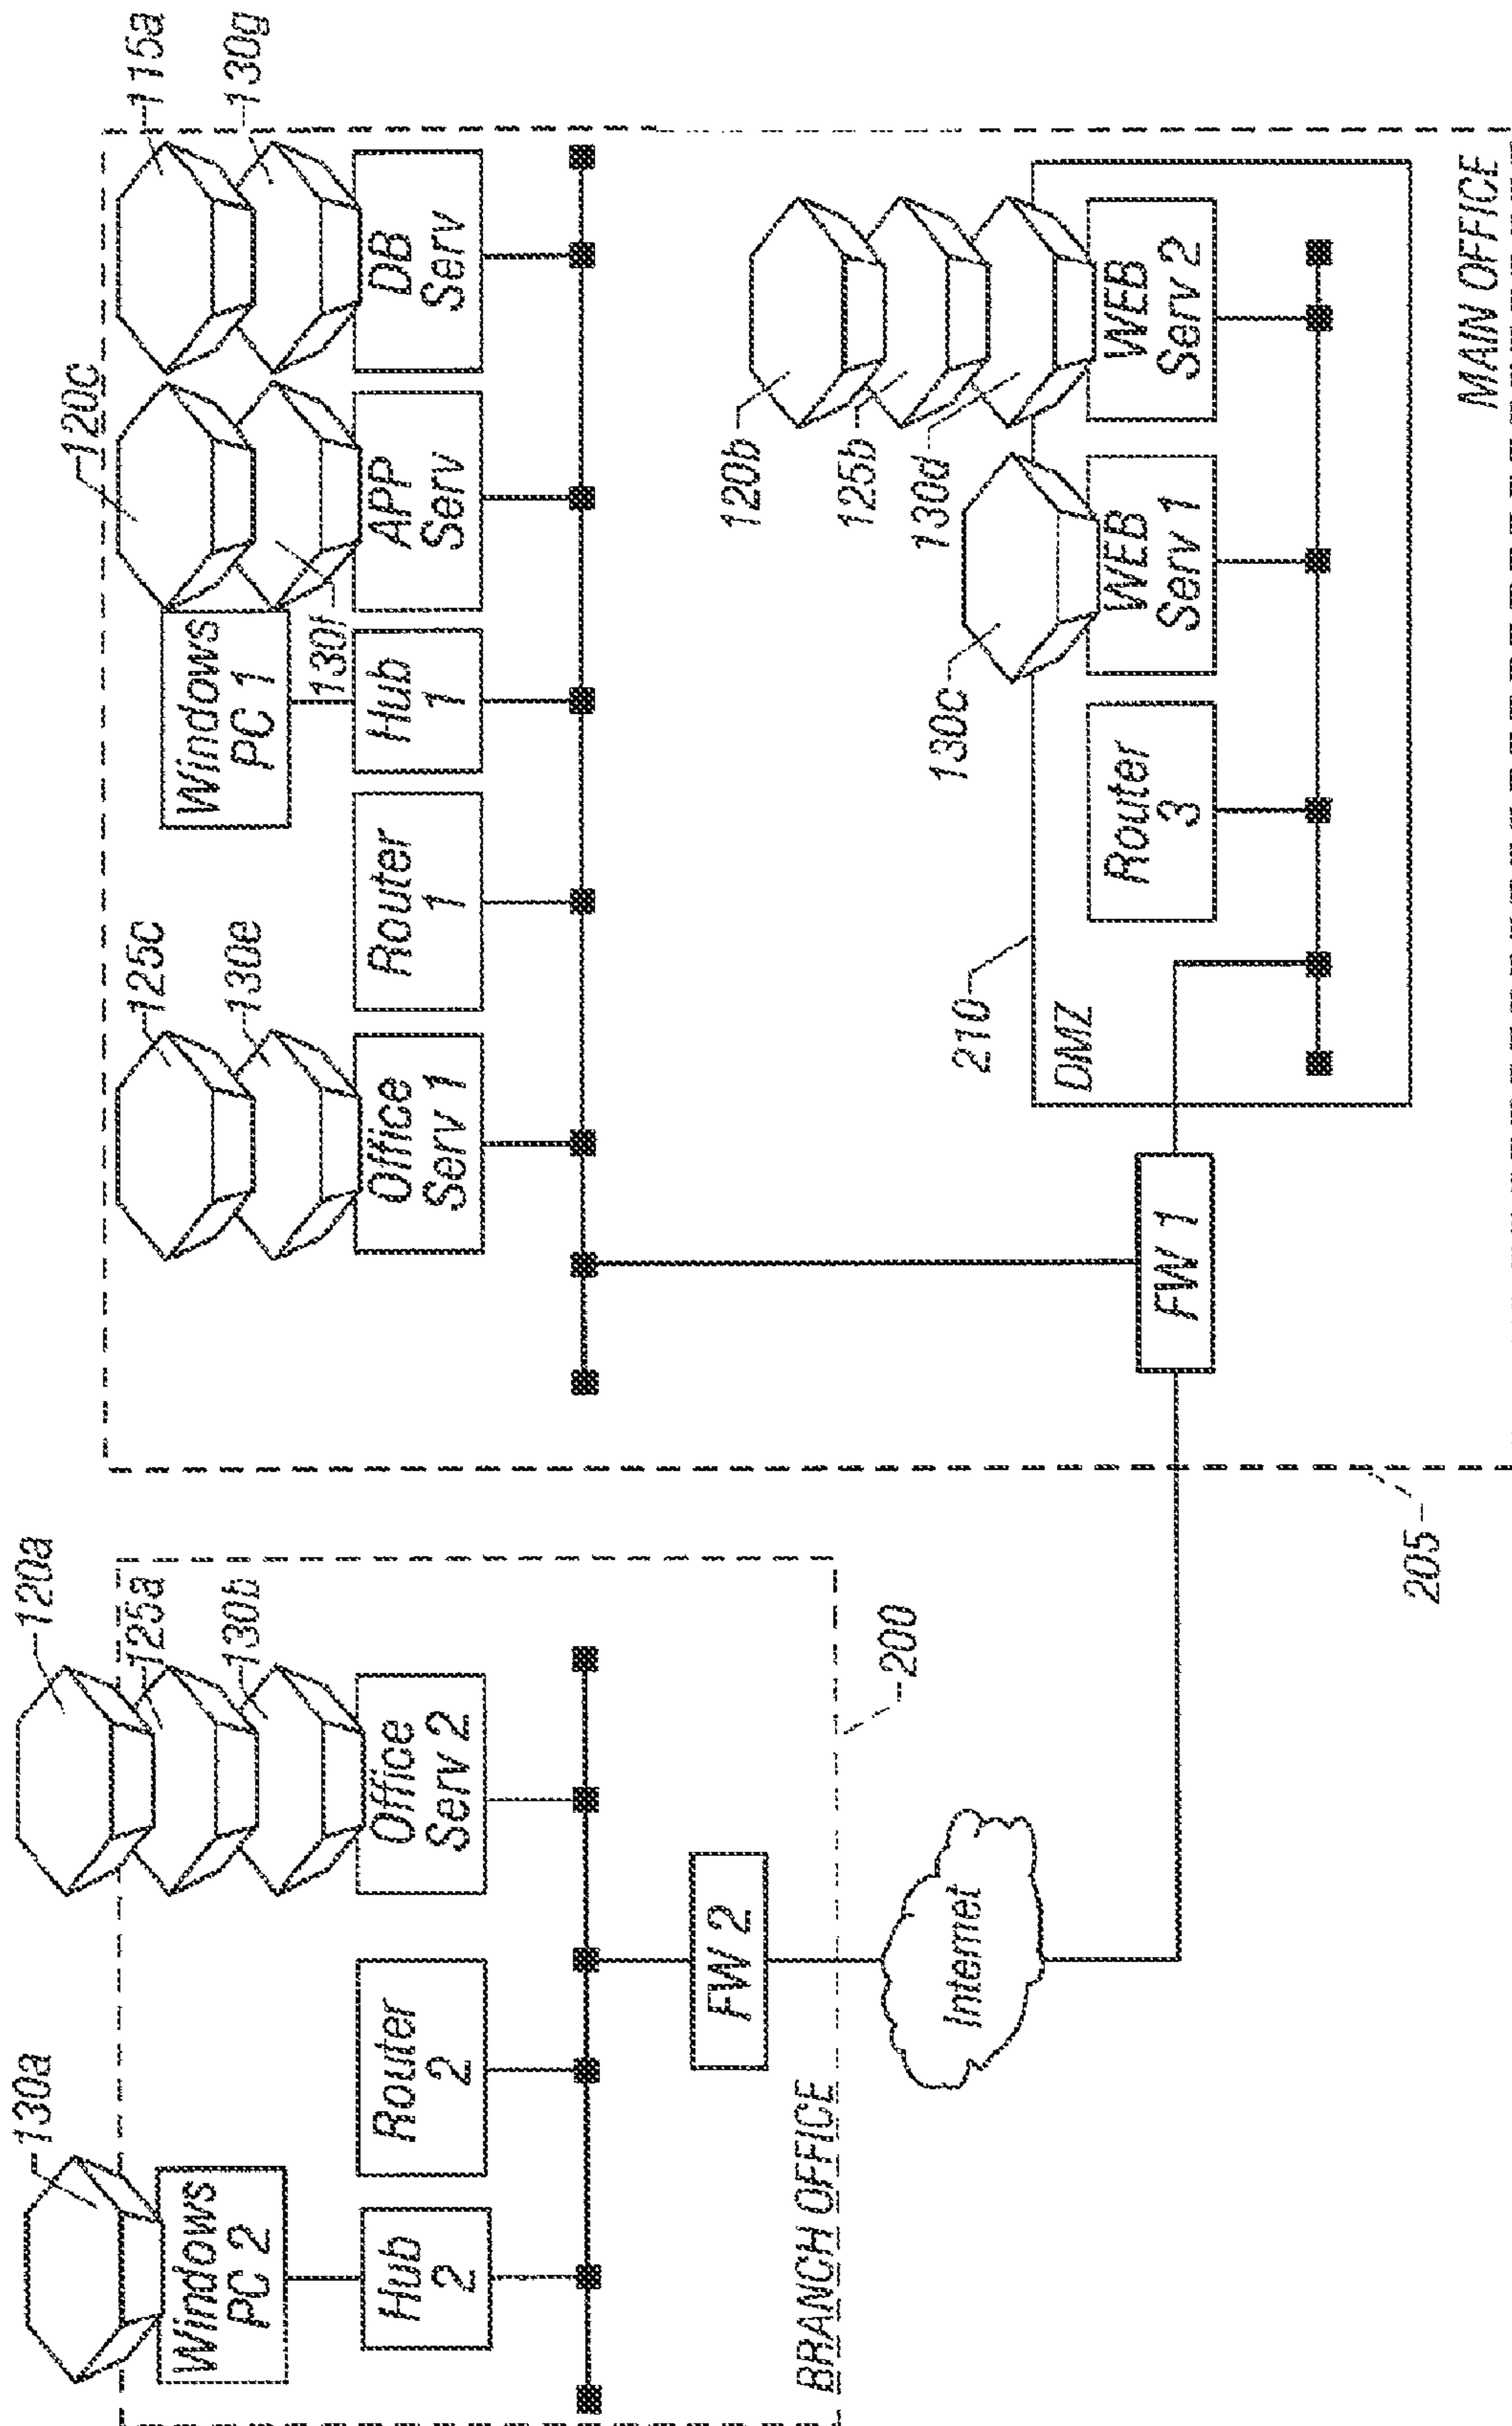 130a
Windows
PC 2
Hub
2
Router
2
120a
125a
130b
Office
Serv 2
FW 2
BRANCH OFFICE
200
Internet
125c
130e
Office
Serv 1
Router
1
Windows
PC 1
Hub
1
120c
130f
APP
Serv
115a
130g
DB
Serv
FW 1
205
210
DMZ
Router
3
130c
WEB
Serv 1
120b
125b
130d
WEB
Serv 2
MAIN OFFICE